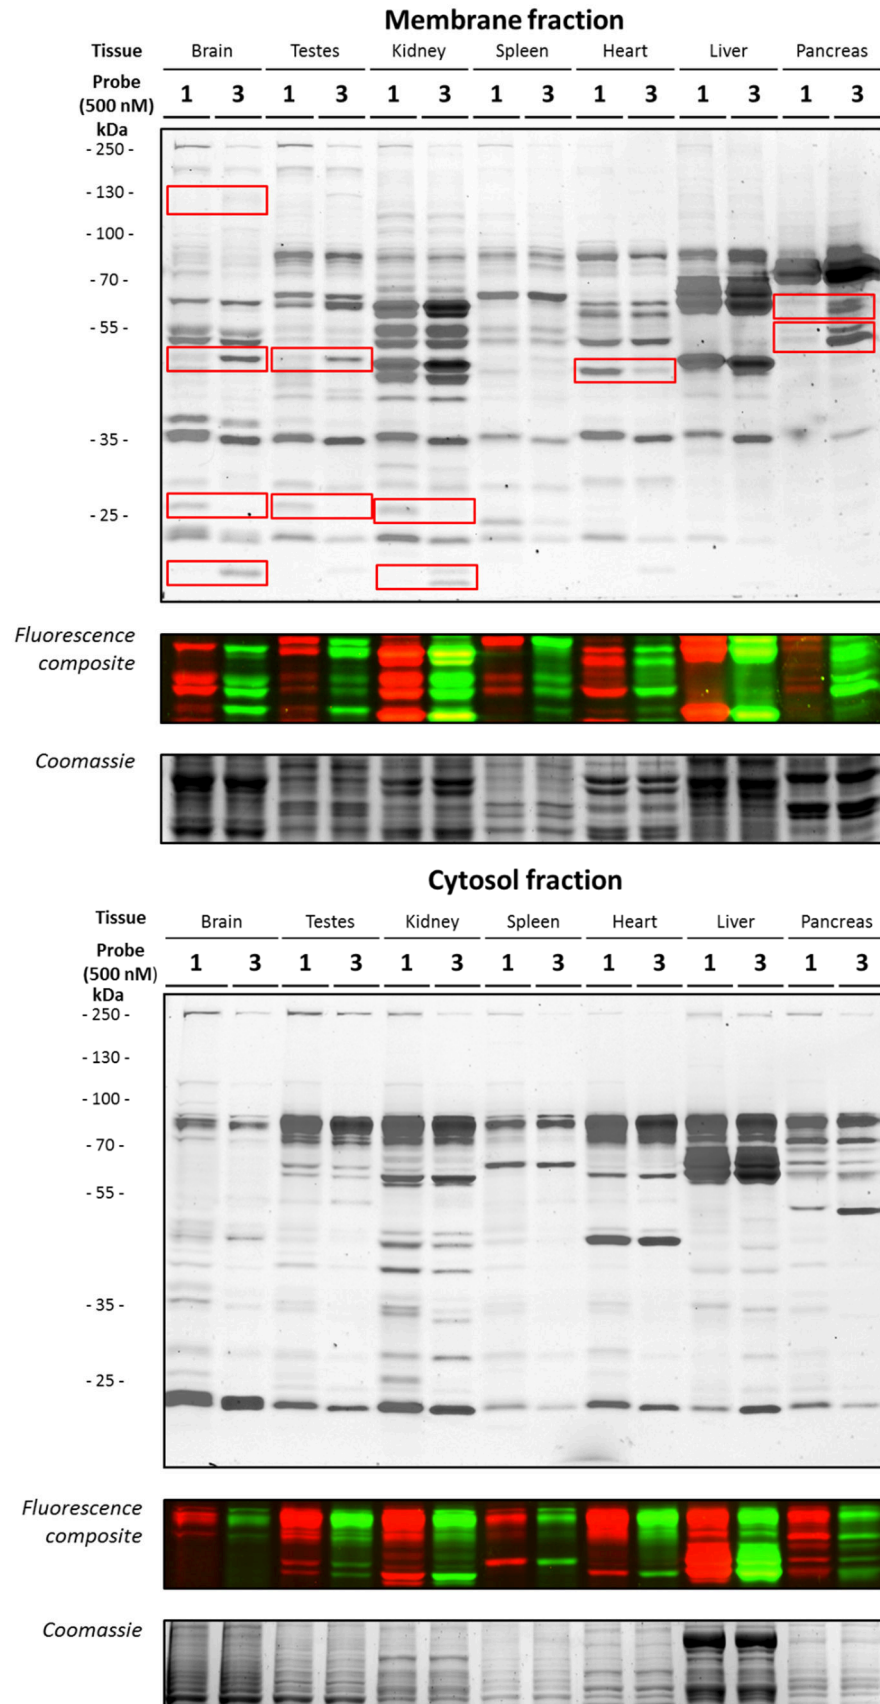 Membrane fraction
Tissue Brain Testes Kidney Spleen Heart Liver Pancreas
Probe
(500 nM) 1 3 1 3 1 3 1 3 1 3 1 3 1 3
kDa
- 250 -
- 130 -
- 100 -
- 70 -
- 55 -
- 35 -
- 25 -
Fluorescence
composite
Coomassie
Cytosol fraction
Tissue Brain Testes Kidney Spleen Heart Liver Pancreas
Probe
(500 nM) 1 3 1 3 1 3 1 3 1 3 1 3 1 3
kDa
- 250 -
- 130 -
- 100 -
- 70 -
- 55 -
- 35 -
- 25 -
Fluorescence
composite
Coomassie